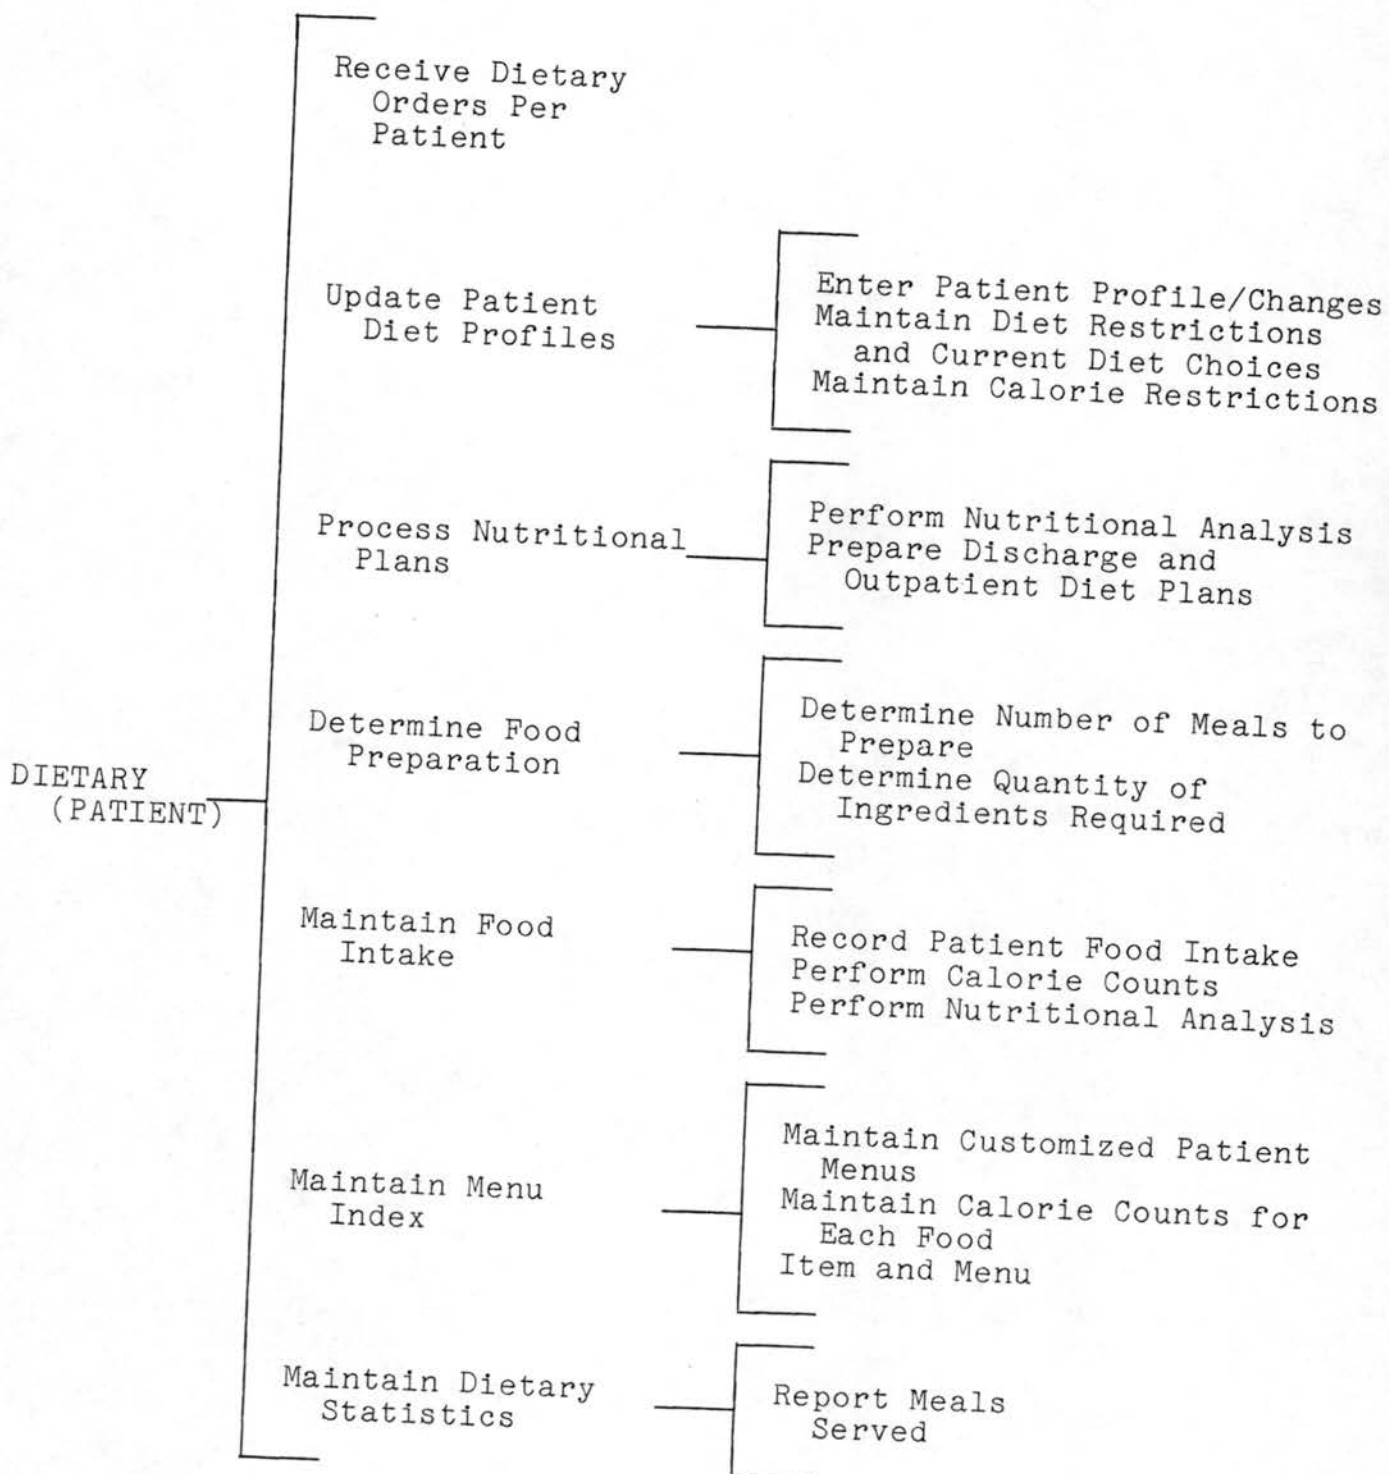 Receive Dietary
Orders Per
Patient
Update Patient
Diet Profiles
Enter Patient Profile/Changes
Maintain Diet Restrictions
and Current Diet Choices
Maintain Calorie Restrictions
Process Nutritional
Plans
Perform Nutritional Analysis
Prepare Discharge and
Outpatient Diet Plans
Determine Food
Preparation
Determine Number of Meals to
Prepare
Determine Quantity of
Ingredients Required
DIETARY
(PATIENT)
Maintain Food
Intake
Record Patient Food Intake
Perform Calorie Counts
Perform Nutritional Analysis
Maintain Menu
Index
Maintain Customized Patient
Menus
Maintain Calorie Counts for
Each Food
Item and Menu
Maintain Dietary
Statistics
Report Meals
Served